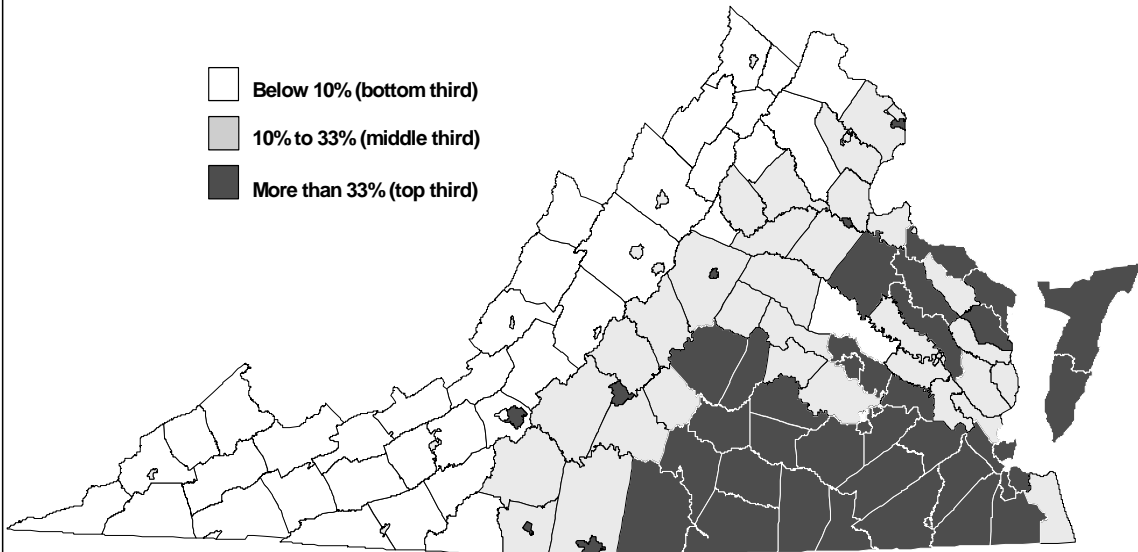 Below 10% (bottom third)
10% to 33% (middle third)
More than 33% (top third)